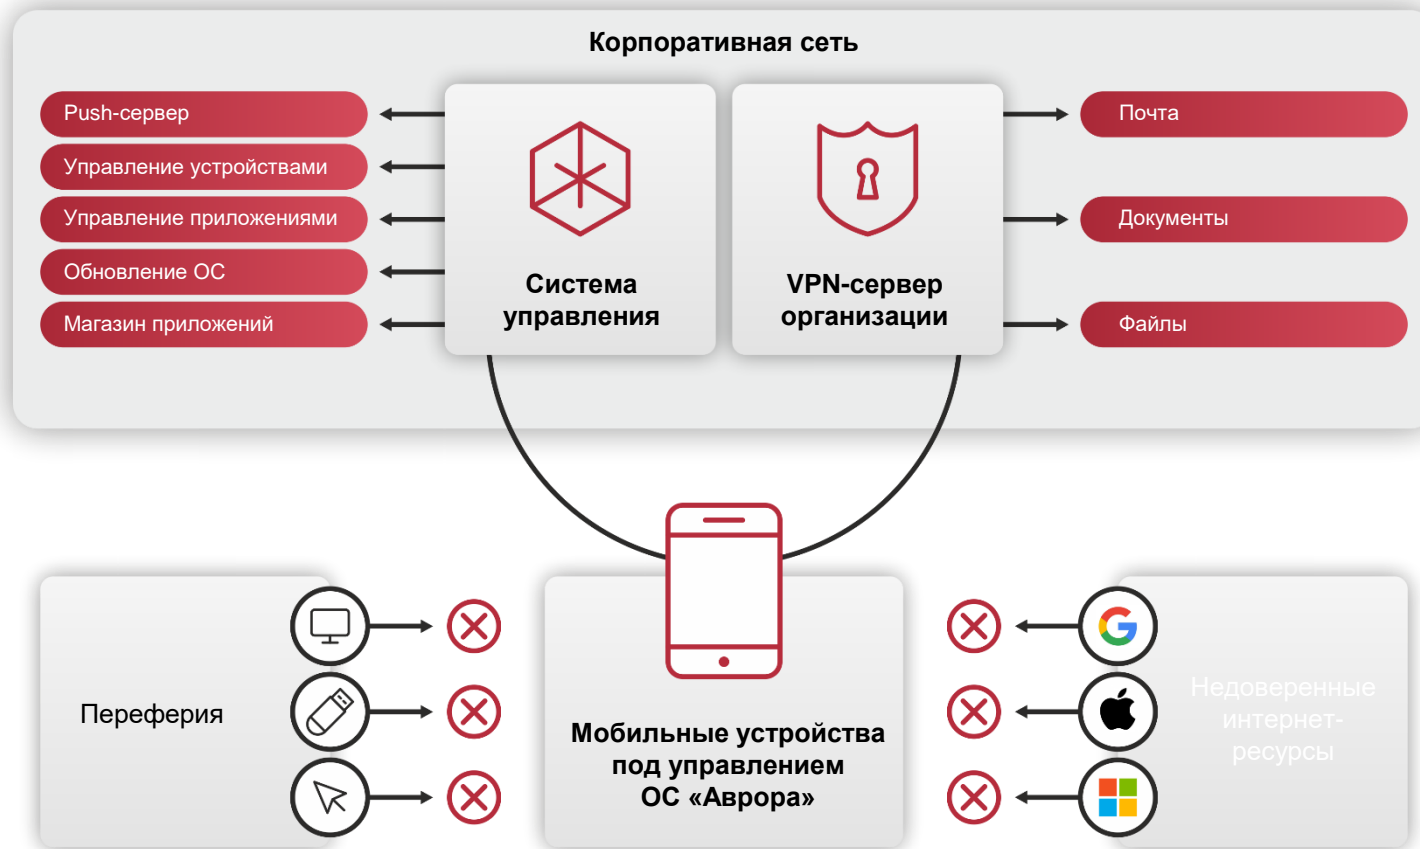 Корпоративная сеть
Push-сервер
Управление устройствами
Управление приложениями
Обновление ОС
Магазин приложений
Система
управления
VPN-сервер
организации
Почта
Документы
Файлы
Переферия
Мобильные устройства
под управлением
ОС «Аврора»
Недоверенные
интернет-
ресурсы